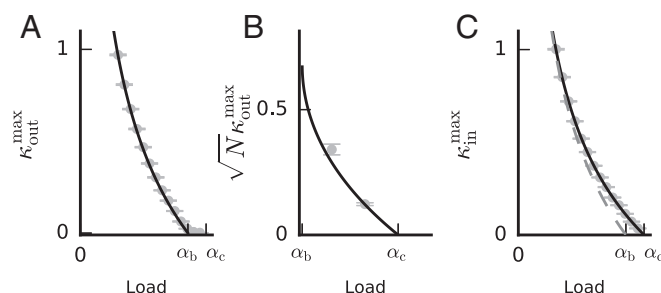 A
κ_out^max
1
0
0
α_b
α_c
Load
B
√N κ_out^max
0.5
α_b
α_c
Load
C
κ_in^max
1
0
0
α_b
α_c
Load